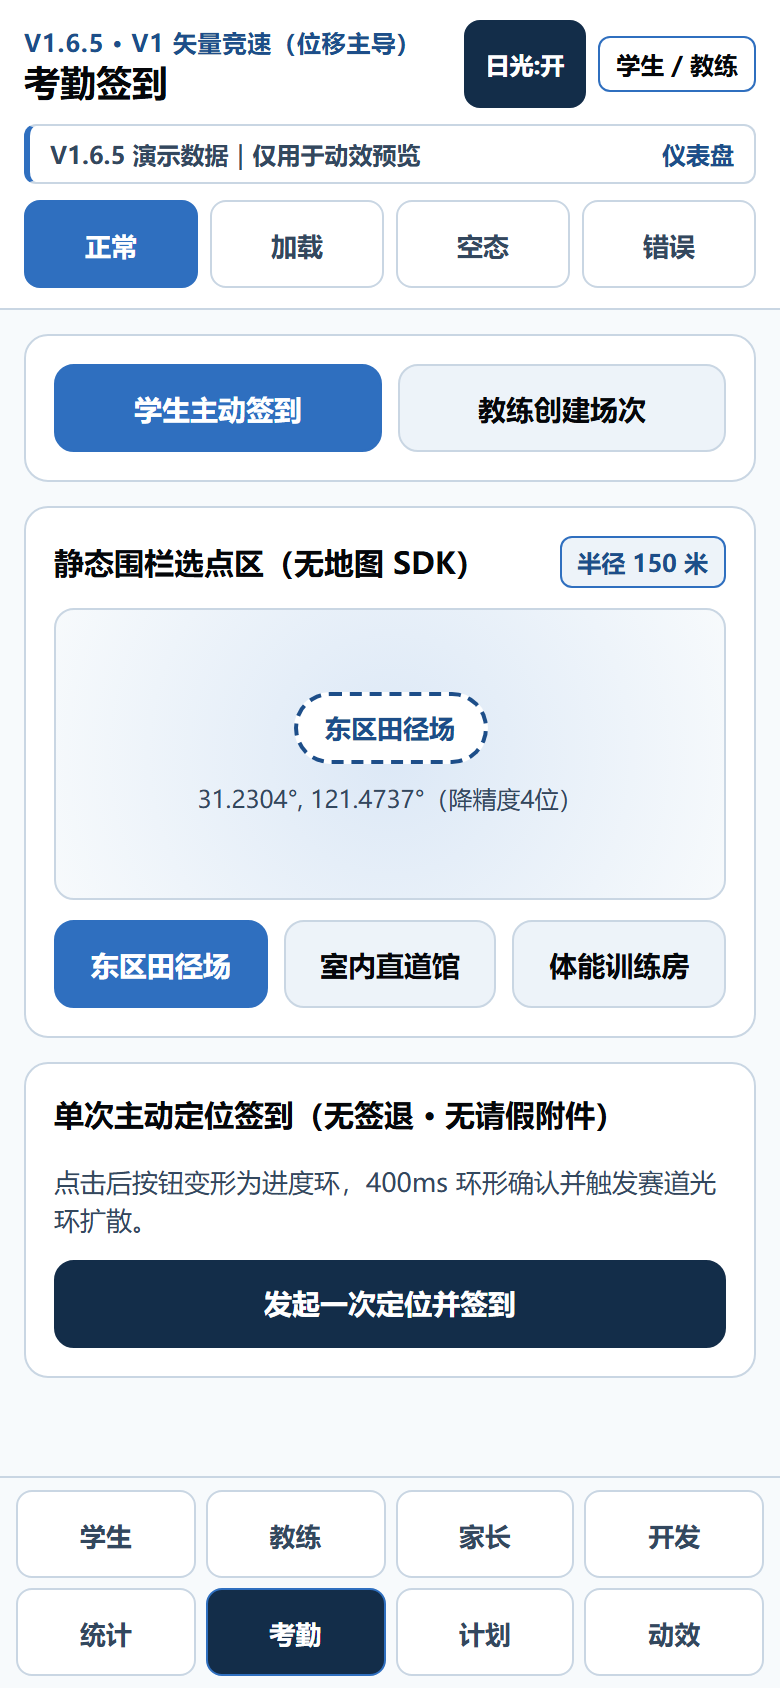 V1.6.5 • V1 矢量竞速（位移主导）
考勤签到
日光:开
学生 / 教练
V1.6.5 演示数据｜仅用于动效预览
仪表盘
正常
加载
空态
错误
学生主动签到
教练创建场次
静态围栏选点区（无地图 SDK）
半径 150 米
东区田径场
31.2304°, 121.4737°（降精度4位）
东区田径场
室内直道馆
体能训练房
单次主动定位签到（无签退 • 无请假附件）
点击后按钮变形为进度环，400ms 环形确认并触发赛道光
环扩散。
发起一次定位并签到
学生
教练
家长
开发
统计
考勤
计划
动效